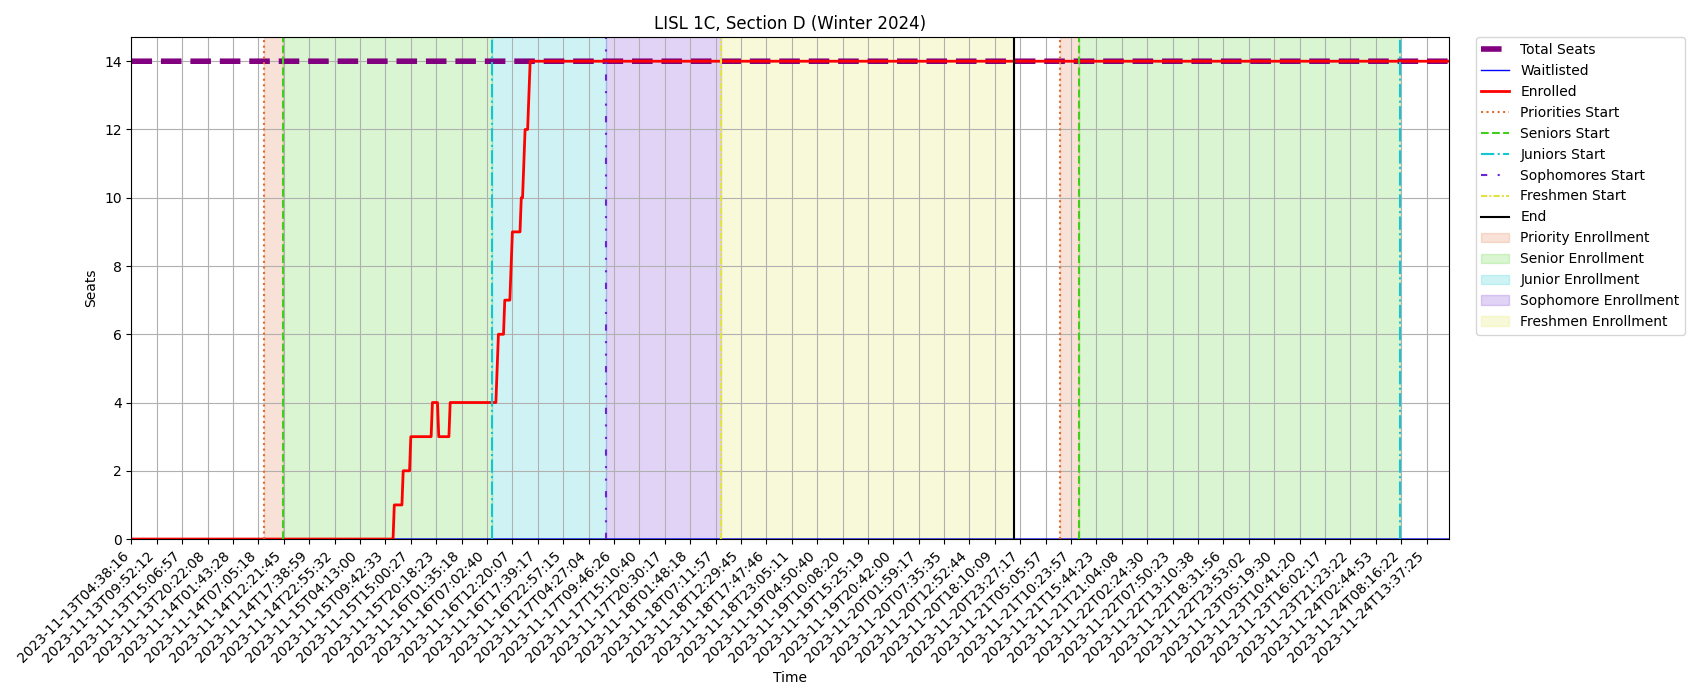 LISL 1C, Section D (Winter 2024)
14
12
10
8
6
4
2
0
Seats
2023-11-13T04:38:16
2023-11-13T09:52:12
2023-11-13T15:06:57
2023-11-13T20:22:08
2023-11-14T01:43:28
2023-11-14T07:05:18
2023-11-14T12:21:45
2023-11-14T17:38:59
2023-11-14T22:55:32
2023-11-15T04:13:00
2023-11-15T09:42:33
2023-11-15T15:00:27
2023-11-15T20:18:23
2023-11-16T01:35:18
2023-11-16T07:02:40
2023-11-16T12:20:07
2023-11-16T17:39:17
2023-11-16T22:57:15
2023-11-17T04:27:04
2023-11-17T09:46:26
2023-11-17T15:10:40
2023-11-17T20:30:17
2023-11-18T01:48:18
2023-11-18T07:11:57
2023-11-18T12:29:45
2023-11-18T17:47:46
2023-11-18T23:05:11
2023-11-19T04:50:40
2023-11-19T10:08:20
2023-11-19T15:25:19
2023-11-19T20:42:00
2023-11-20T01:59:17
2023-11-20T07:35:35
2023-11-20T12:52:44
2023-11-20T18:10:09
2023-11-20T23:27:17
2023-11-21T05:05:57
2023-11-21T10:23:57
2023-11-21T15:44:23
2023-11-21T21:04:08
2023-11-22T02:24:30
2023-11-22T07:50:23
2023-11-22T13:10:38
2023-11-22T18:31:56
2023-11-22T23:53:02
2023-11-23T05:19:30
2023-11-23T10:41:20
2023-11-23T16:02:17
2023-11-23T21:23:22
2023-11-24T02:44:53
2023-11-24T08:16:22
2023-11-24T13:37:25
Time
Total Seats
Waitlisted
Enrolled
Priorities Start
Seniors Start
Juniors Start
Sophomores Start
Freshmen Start
End
Priority Enrollment
Senior Enrollment
Junior Enrollment
Sophomore Enrollment
Freshmen Enrollment